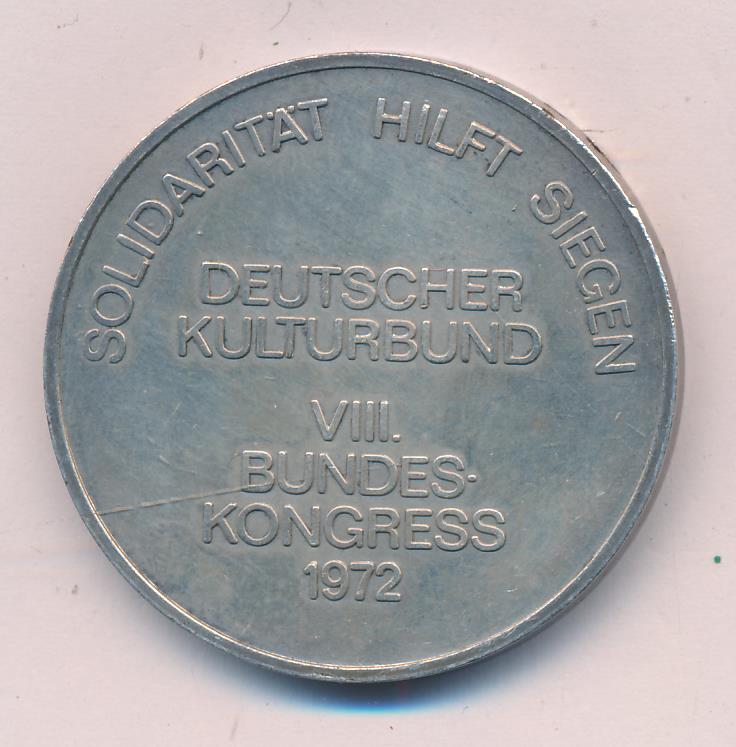 SOLIDARITÄT HILFT SIEGEN
DEUTSCHER
KULTURBUND
VIII.
BUNDES-
KONGRESS
1972